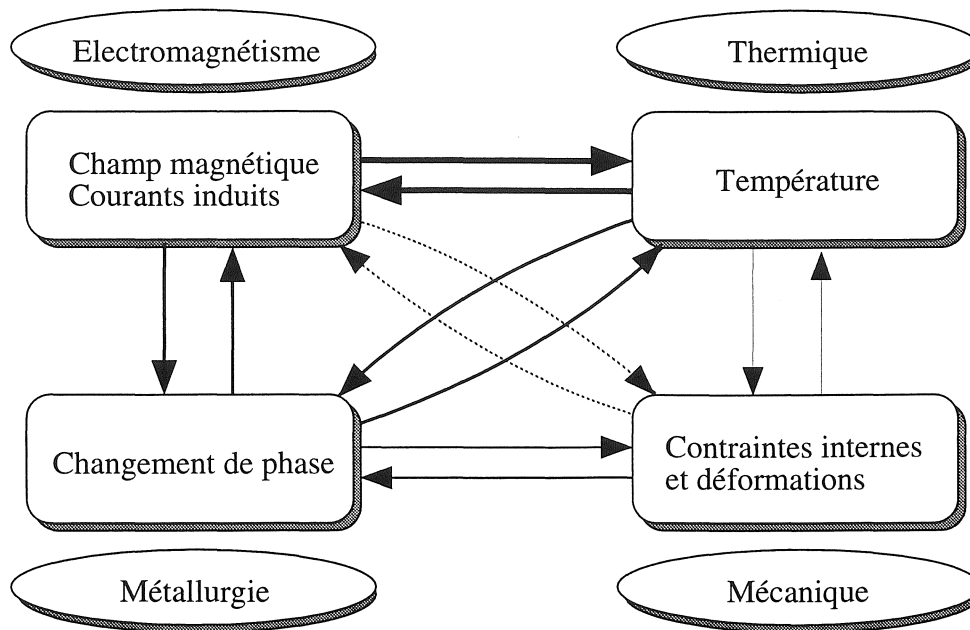 Electromagnétisme
Thermique
Champ magnétique
Courants induits
Température
Changement de phase
Contraintes internes
et déformations
Métallurgie
Mécanique